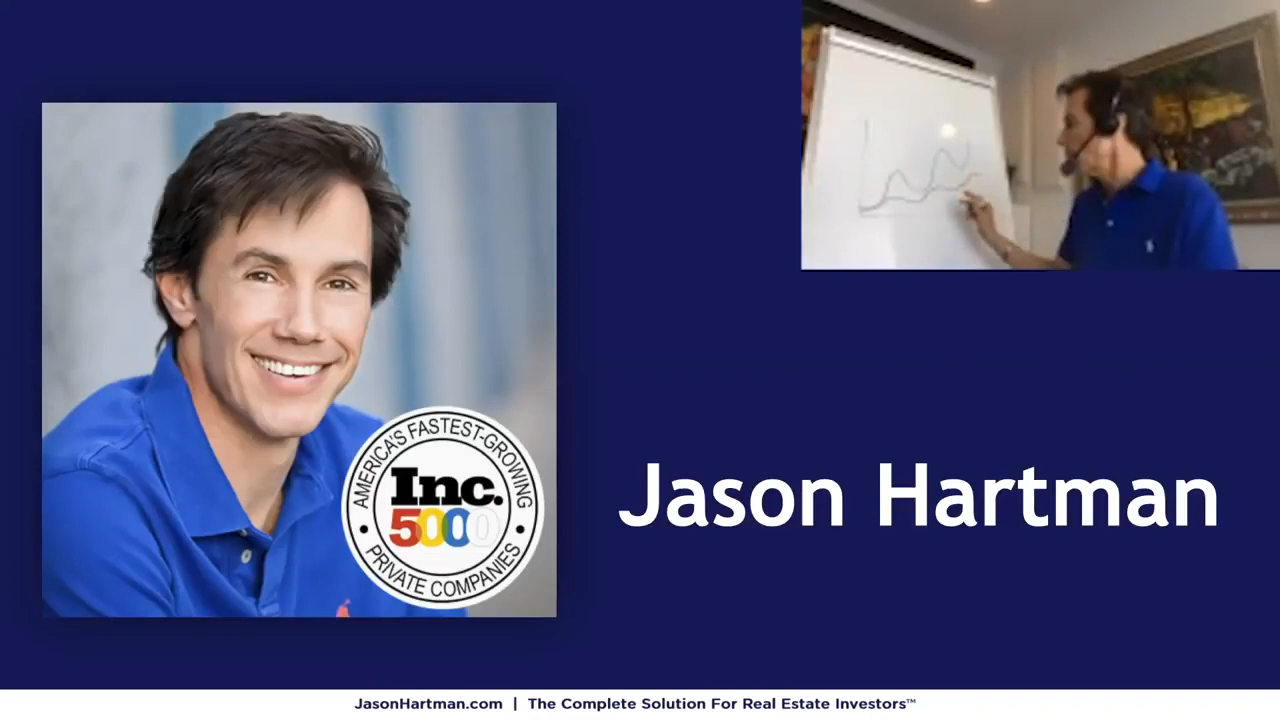 AMERICA'S FASTEST-GROWING
Inc.
5000
PRIVATE COMPANIES
Jason Hartman
JasonHartman.com | The Complete Solution For Real Estate Investors™